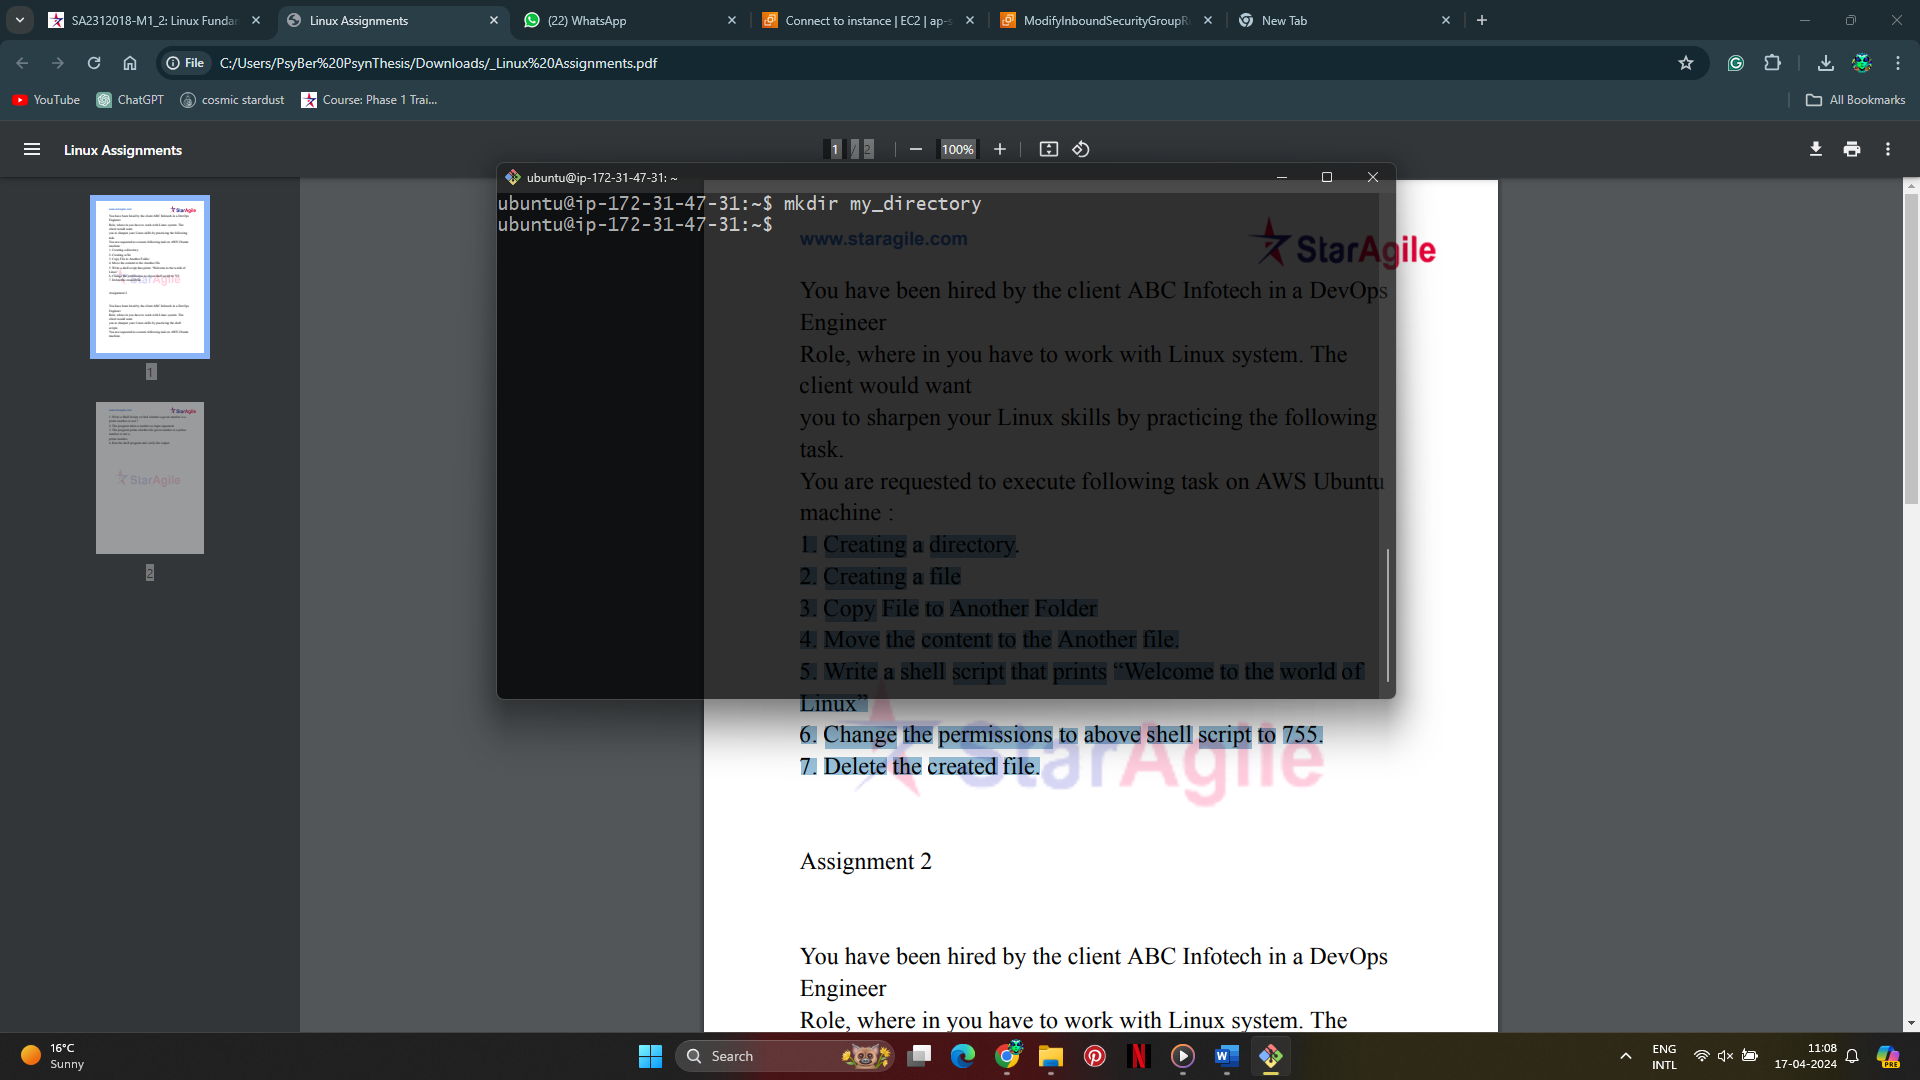 SA2312018-M1_2: Linux Fundar
Linux Assignments
(22) WhatsApp
Connect to instance | EC2 | ap-s
ModifyInboundSecurityGroupR
New Tab
File
C:/Users/PsyBer%20PsynThesis/Downloads/_Linux%20Assignments.pdf
YouTube
ChatGPT
cosmic stardust
Course: Phase 1 Trai...
All Bookmarks
Linux Assignments
1 / 2
100%
1
2
ubuntu@ip-172-31-47-31: ~
ubuntu@ip-172-31-47-31:~$ mkdir my_directory
ubuntu@ip-172-31-47-31:~$
www.staragile.com
StarAgile
You have been hired by the client ABC Infotech in a DevOps
Engineer
Role, where in you have to work with Linux system. The
client would want
you to sharpen your Linux skills by practicing the following
task.
You are requested to execute following task on AWS Ubuntu
machine :
1. Creating a directory.
2. Creating a file
3. Copy File to Another Folder
4. Move the content to the Another file.
5. Write a shell script that prints “Welcome to the world of
Linux”
6. Change the permissions to above shell script to 755.
7. Delete the created file.
StarAgile
Assignment 2
You have been hired by the client ABC Infotech in a DevOps
Engineer
Role, where in you have to work with Linux system. The
16°C
Sunny
Search
ENG
INTL
11:08
17-04-2024
PRE